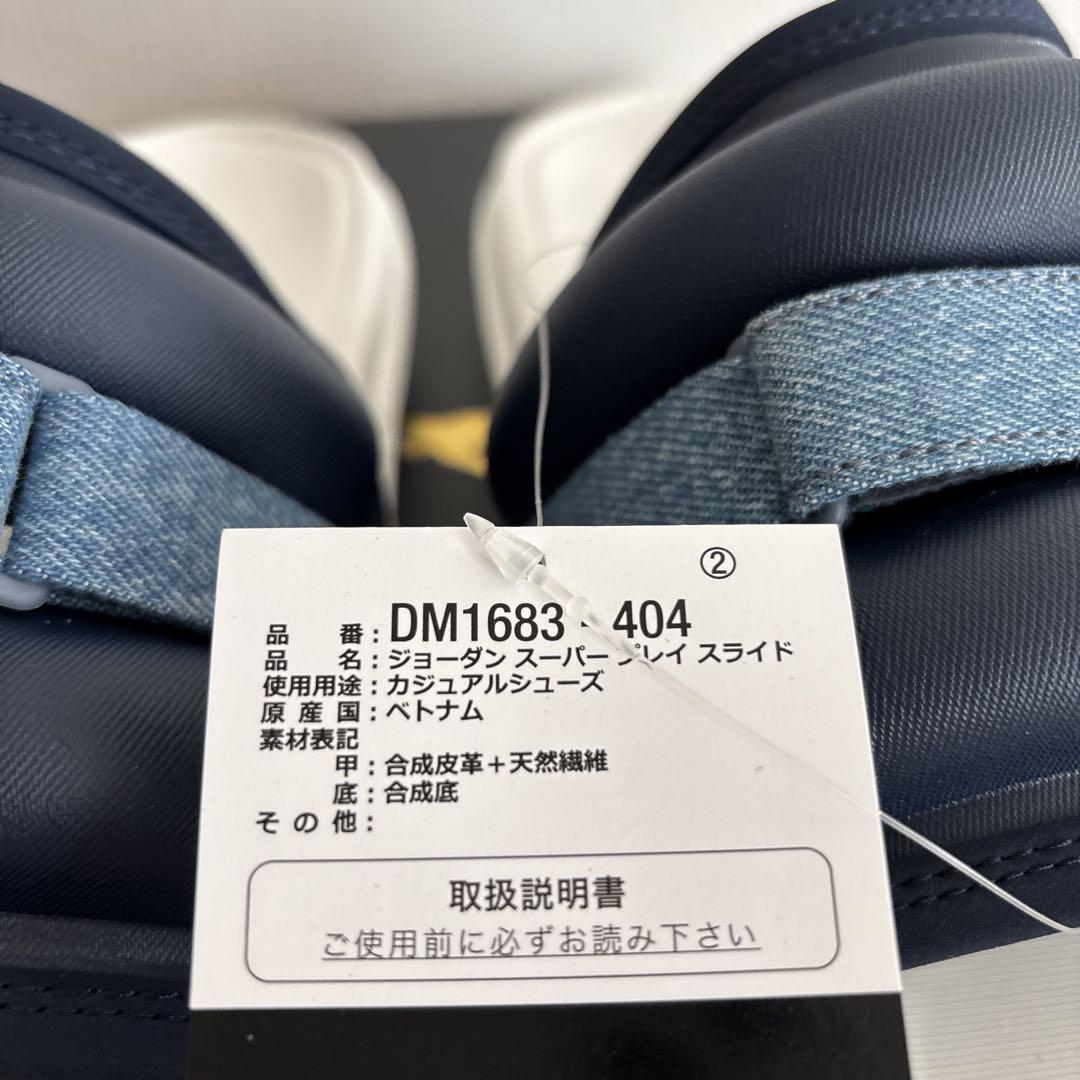 ②
品 番:DM1683-404
品 名:ジョーダン スーパー プレイ スライド
使用用途:カジュアルシューズ
原 産 国:ベトナム
素材表記
甲:合成皮革+天然繊維
底:合成底
そ の 他:
取扱説明書
ご使用前に必ずお読み下さい